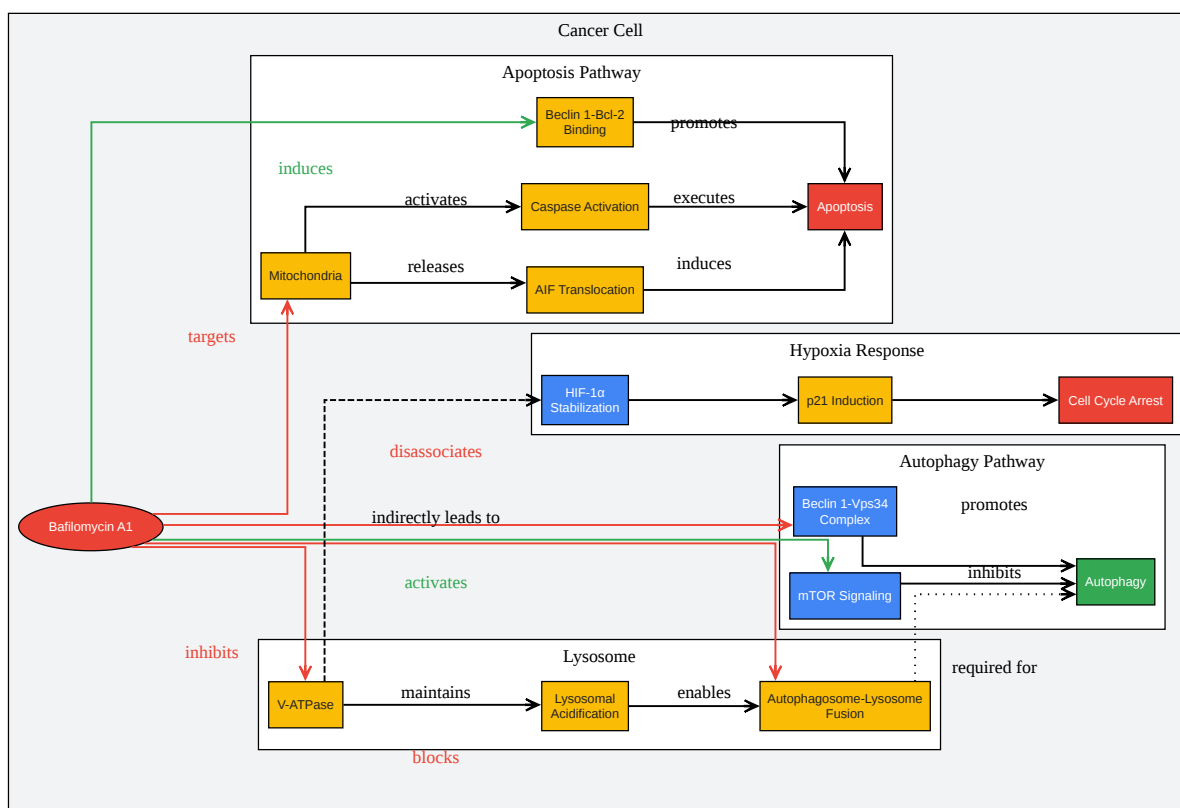 Cancer Cell
Apoptosis Pathway
Beclin 1-Bcl-2
Binding
promotes
induces
activates
Caspase Activation
executes
Apoptosis
Mitochondria
releases
AIF Translocation
induces
targets
Hypoxia Response
HIF-1α
Stabilization
p21 Induction
Cell Cycle Arrest
disassociates
Autophagy Pathway
Beclin 1-Vps34
Complex
promotes
Bafilomycin A1
indirectly leads to
activates
mTOR Signaling
inhibits
Autophagy
inhibits
Lysosome
required for
V-ATPase
maintains
Lysosomal
Acidification
enables
Autophagosome-Lysosome
Fusion
blocks